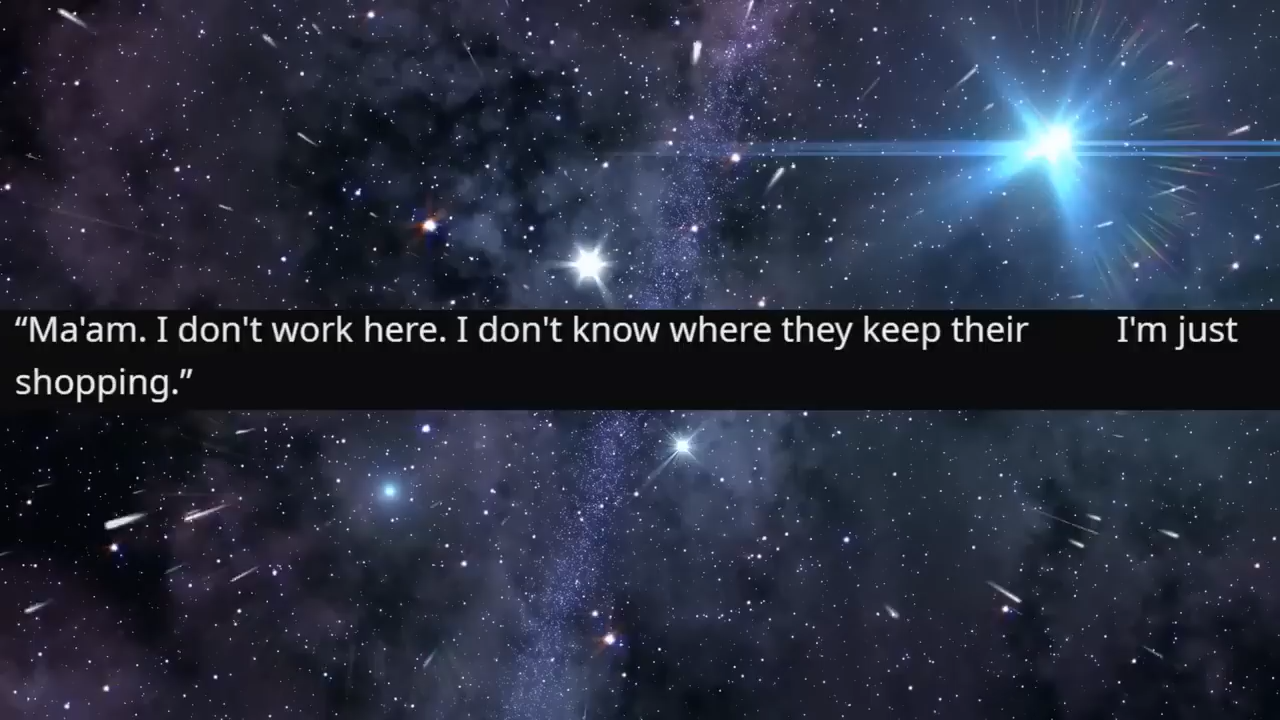 “Ma'am. I don't work here. I don't know where they keep their I'm just
shopping.”